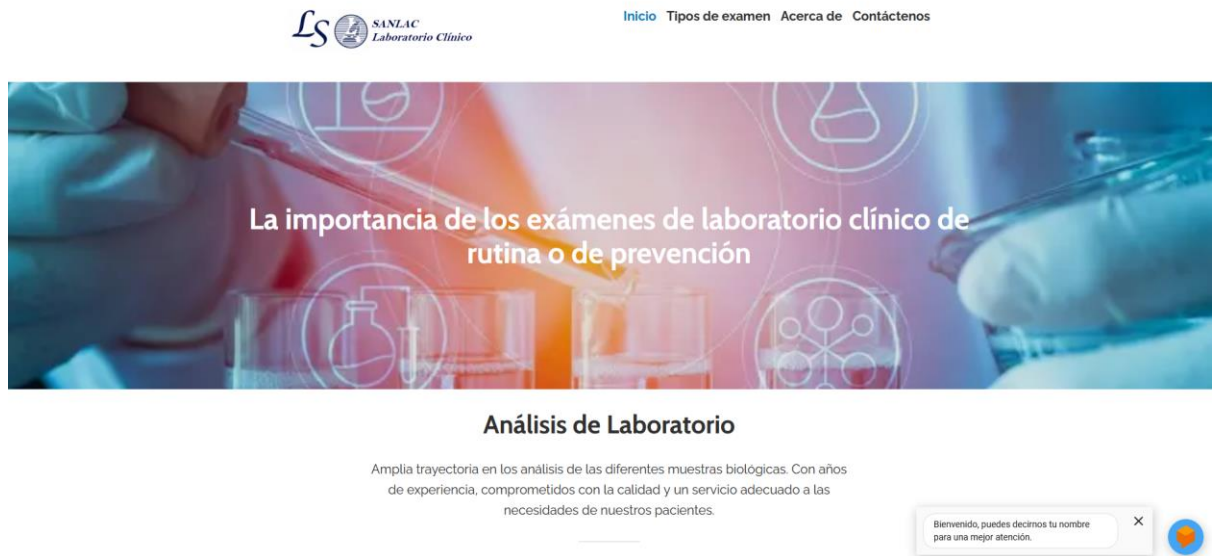 LS SANLAC
Laboratorio Clínico
Inicio Tipos de examen Acerca de Contáctenos
La importancia de los exámenes de laboratorio clínico de
rutina o de prevención
Análisis de Laboratorio
Amplia trayectoria en los análisis de las diferentes muestras biológicas. Con años
de experiencia, comprometidos con la calidad y un servicio adecuado a las
necesidades de nuestros pacientes.
Bienvenido, puedes decirnos tu nombre
para una mejor atención.